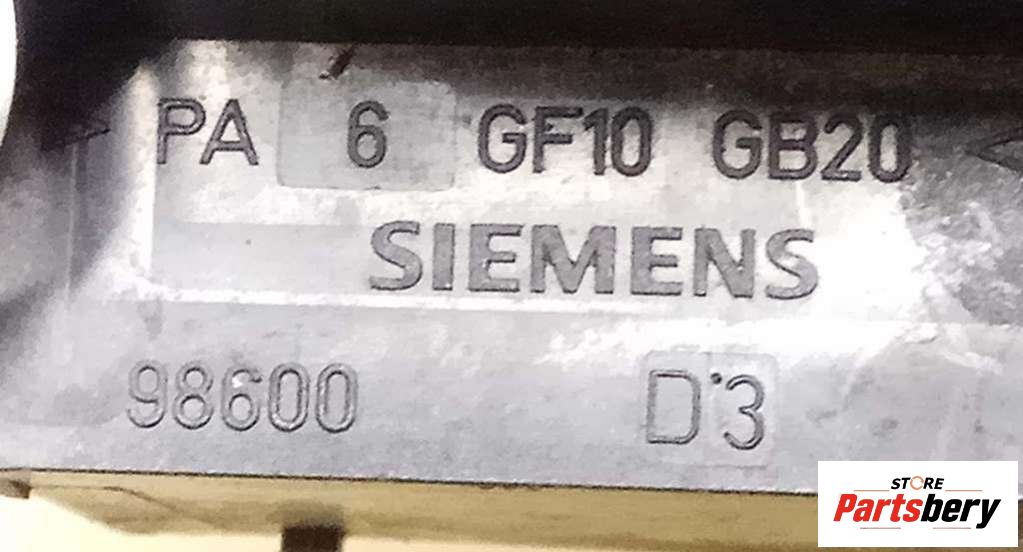 >PA 6 GF10 GB20<
SIEMENS
98600 D3
STORE
Partsbery